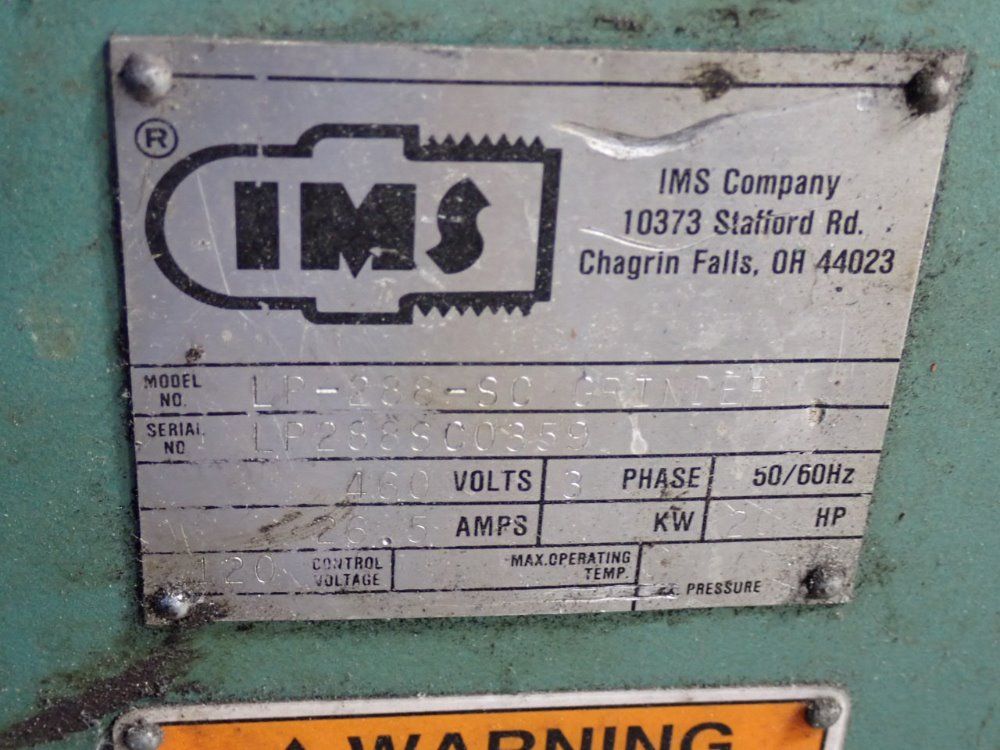 ®
IMS
IMS Company
10373 Stafford Rd.
Chagrin Falls, OH 44023
MODEL NO. LP-288-SC GRINDER
SERIAL NO LP288SC0359
460 VOLTS 3 PHASE 50/60Hz
26.5 AMPS KW HP
120 CONTROL VOLTAGE MAX.OPERATING TEMP. PRESSURE
WARNING